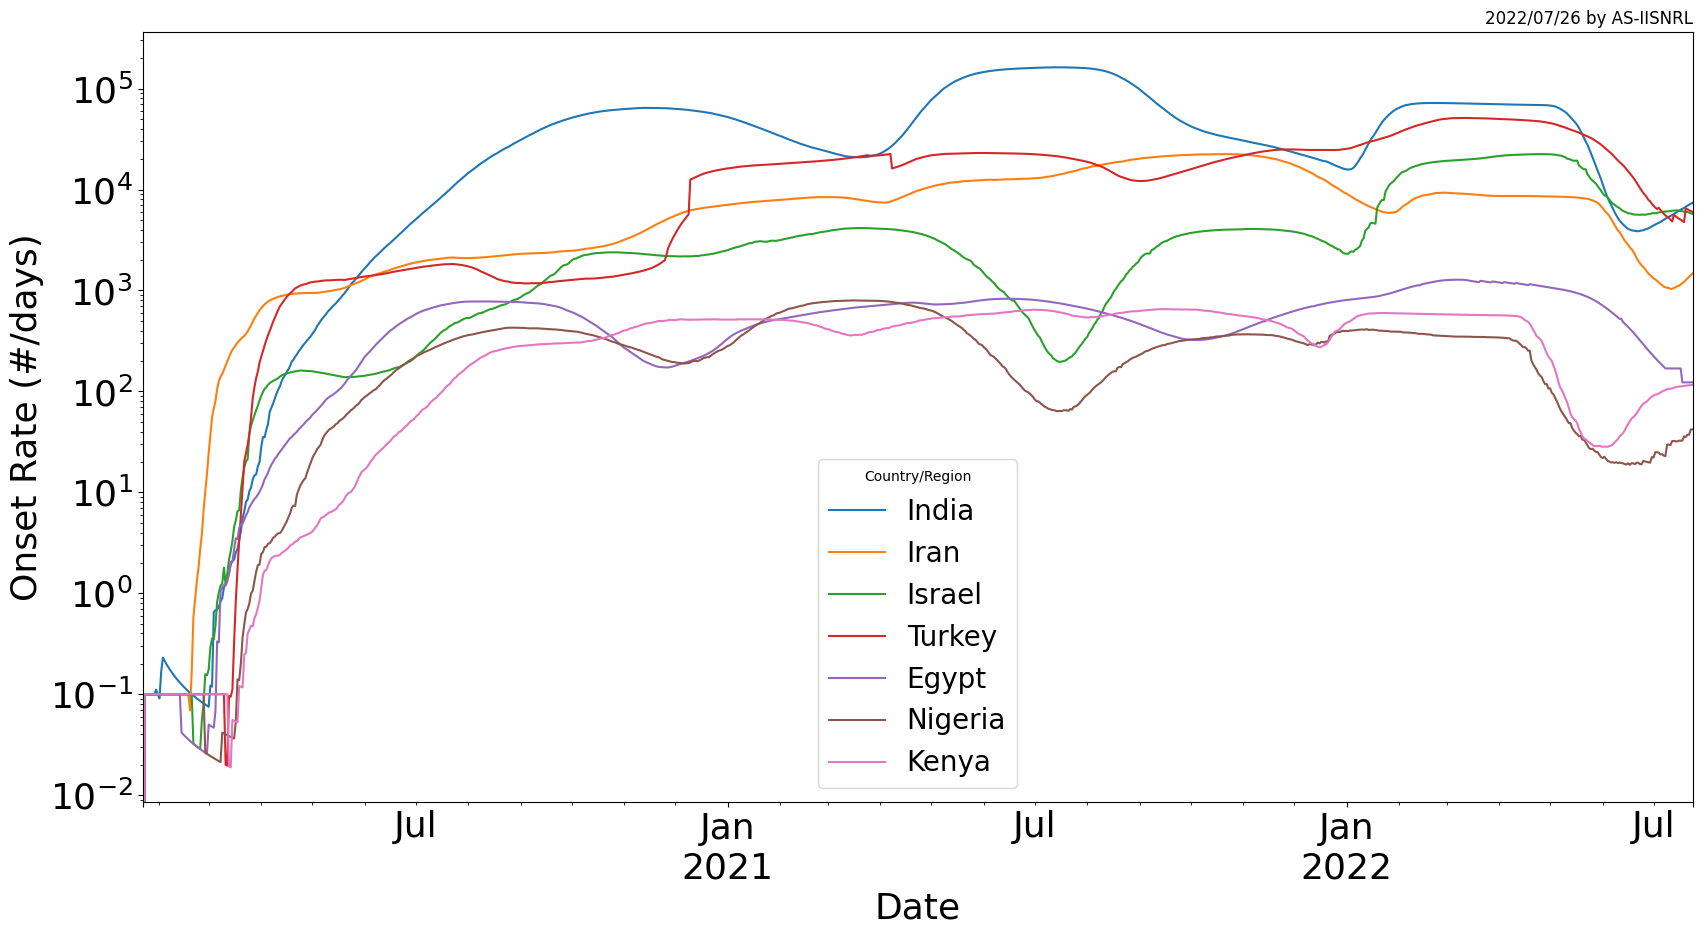 2022/07/26 by AS-IISNRL
Onset Rate (#/days)
10^5
10^4
10^3
10^2
10^1
10^0
10^−1
10^−2
Country/Region
India
Iran
Israel
Turkey
Egypt
Nigeria
Kenya
Jul Jan Jul Jan Jul
2021 2022
Date